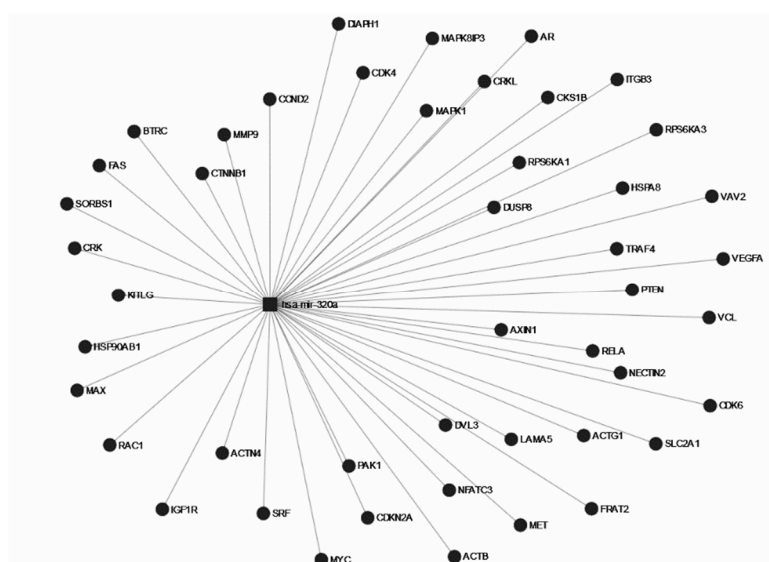 DIAPH1
MAPK8IP3
AR
CDK4
CRKL
ITGB3
CCND2
CKS1B
MAPK1
BTRC
MMP9
RPS6KA3
FAS
CTNNB1
RPS6KA1
HSPA8
VAV2
SORBS1
DUSP8
CRK
TRAF4
VEGFA
KITLG
hsa-mir-320a
PTEN
VCL
AXIN1
HSP90AB1
RELA
NECTIN2
MAX
CDK6
DVL3
RAC1
LAMA5
ACTG1
SLC2A1
ACTN4
PAK1
NFATC3
IGF1R
SRF
CDKN2A
FRAT2
MET
MYC
ACTB